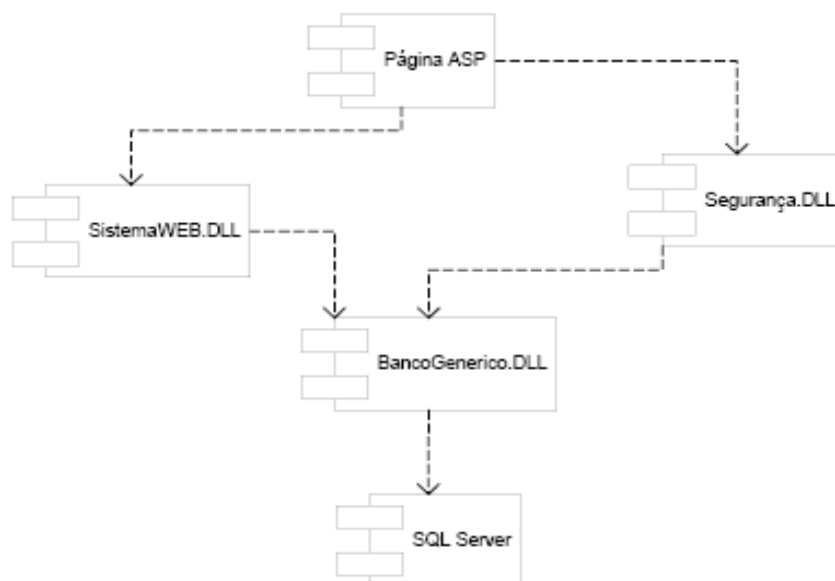 Página ASP
Segurança.DLL
SistemaWEB.DLL
BancoGenerico.DLL
SQL Server